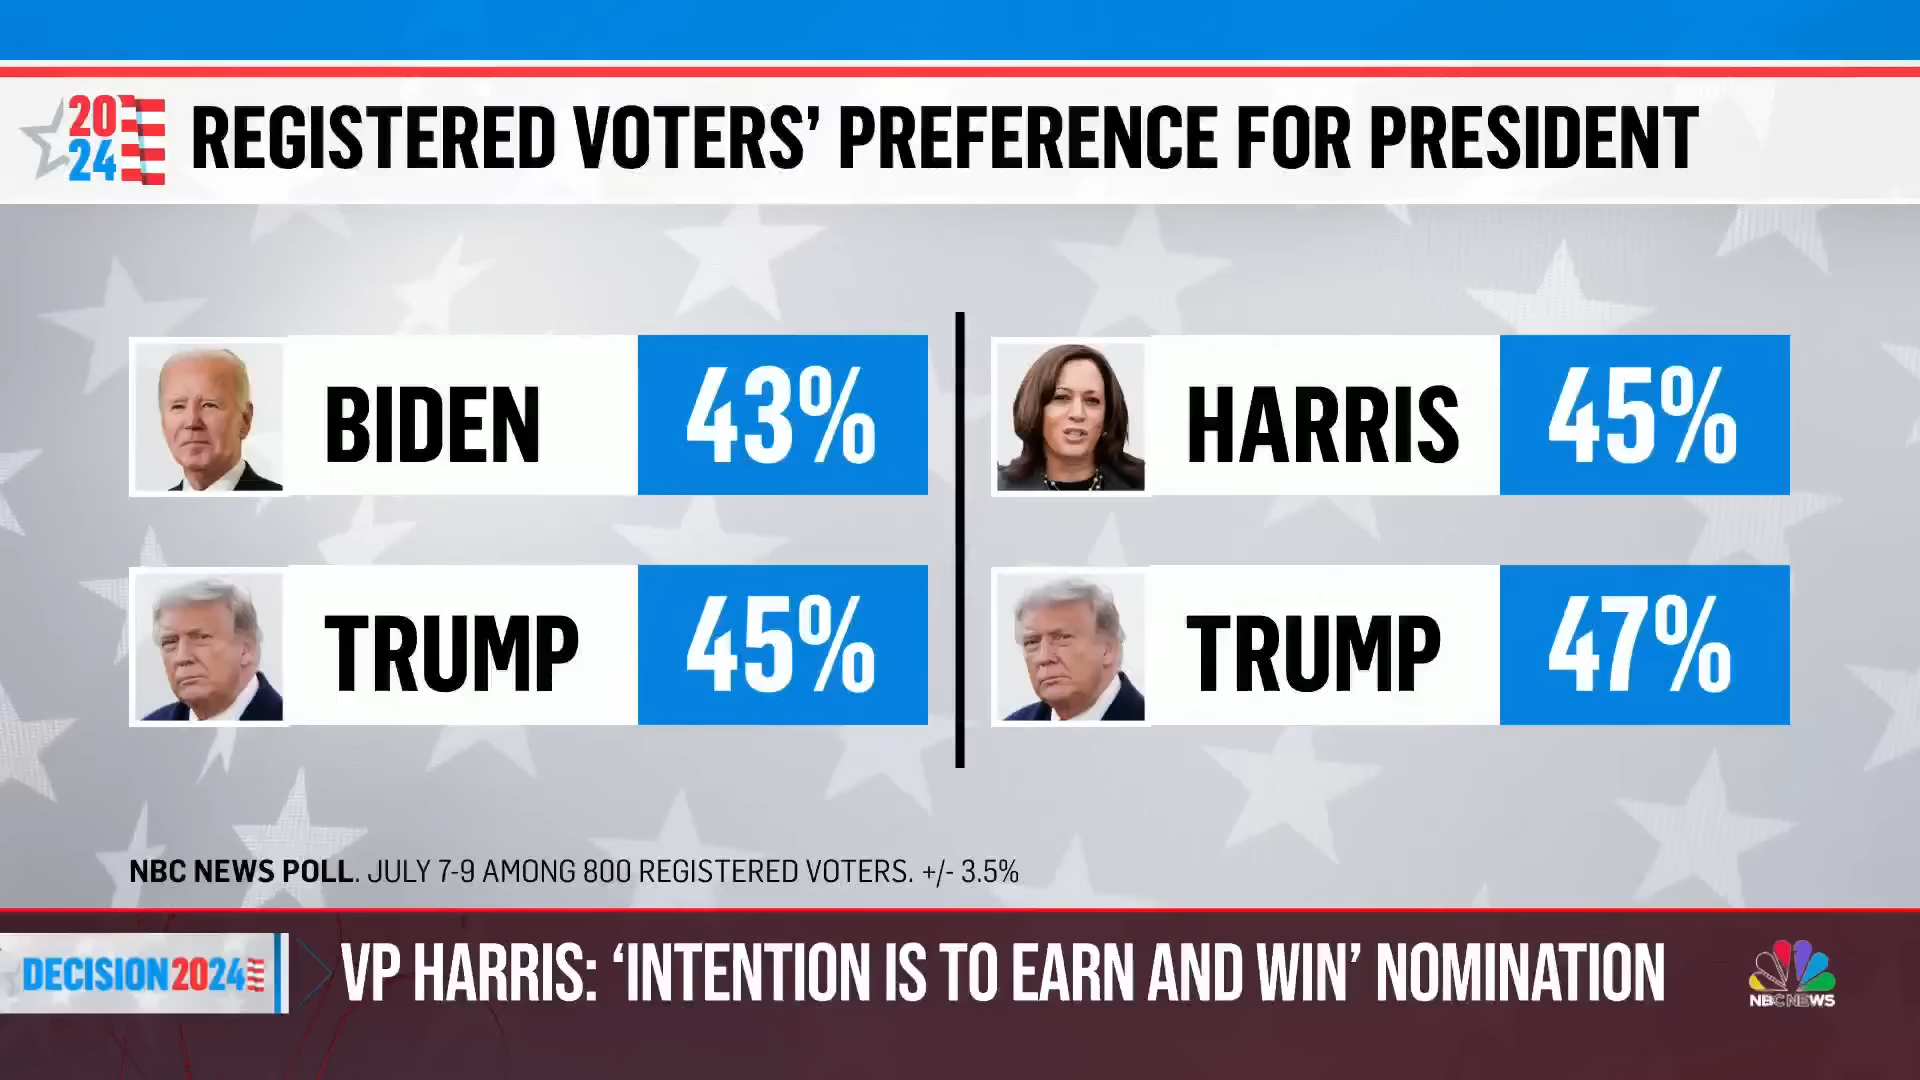 20
24
REGISTERED VOTERS’ PREFERENCE FOR PRESIDENT
BIDEN 43%
TRUMP 45%
HARRIS 45%
TRUMP 47%
NBC NEWS POLL. JULY 7-9 AMONG 800 REGISTERED VOTERS. +/- 3.5%
DECISION 2024
VP HARRIS: ‘INTENTION IS TO EARN AND WIN’ NOMINATION
NBC NEWS